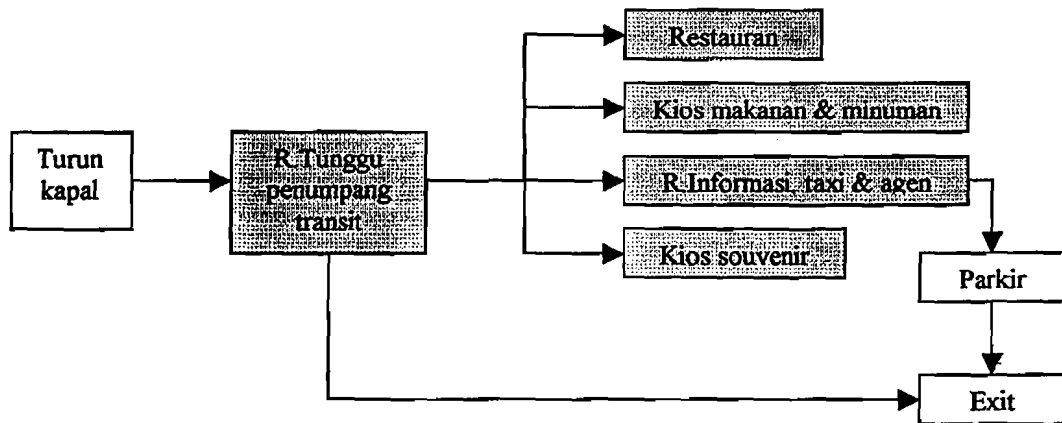 Restauran
Kios makanan & minuman
Turun
kapal
R.Tunggu
penumpang
transit
R.Informasi, taxi & agen
Kios souvenir
Parkir
Exit